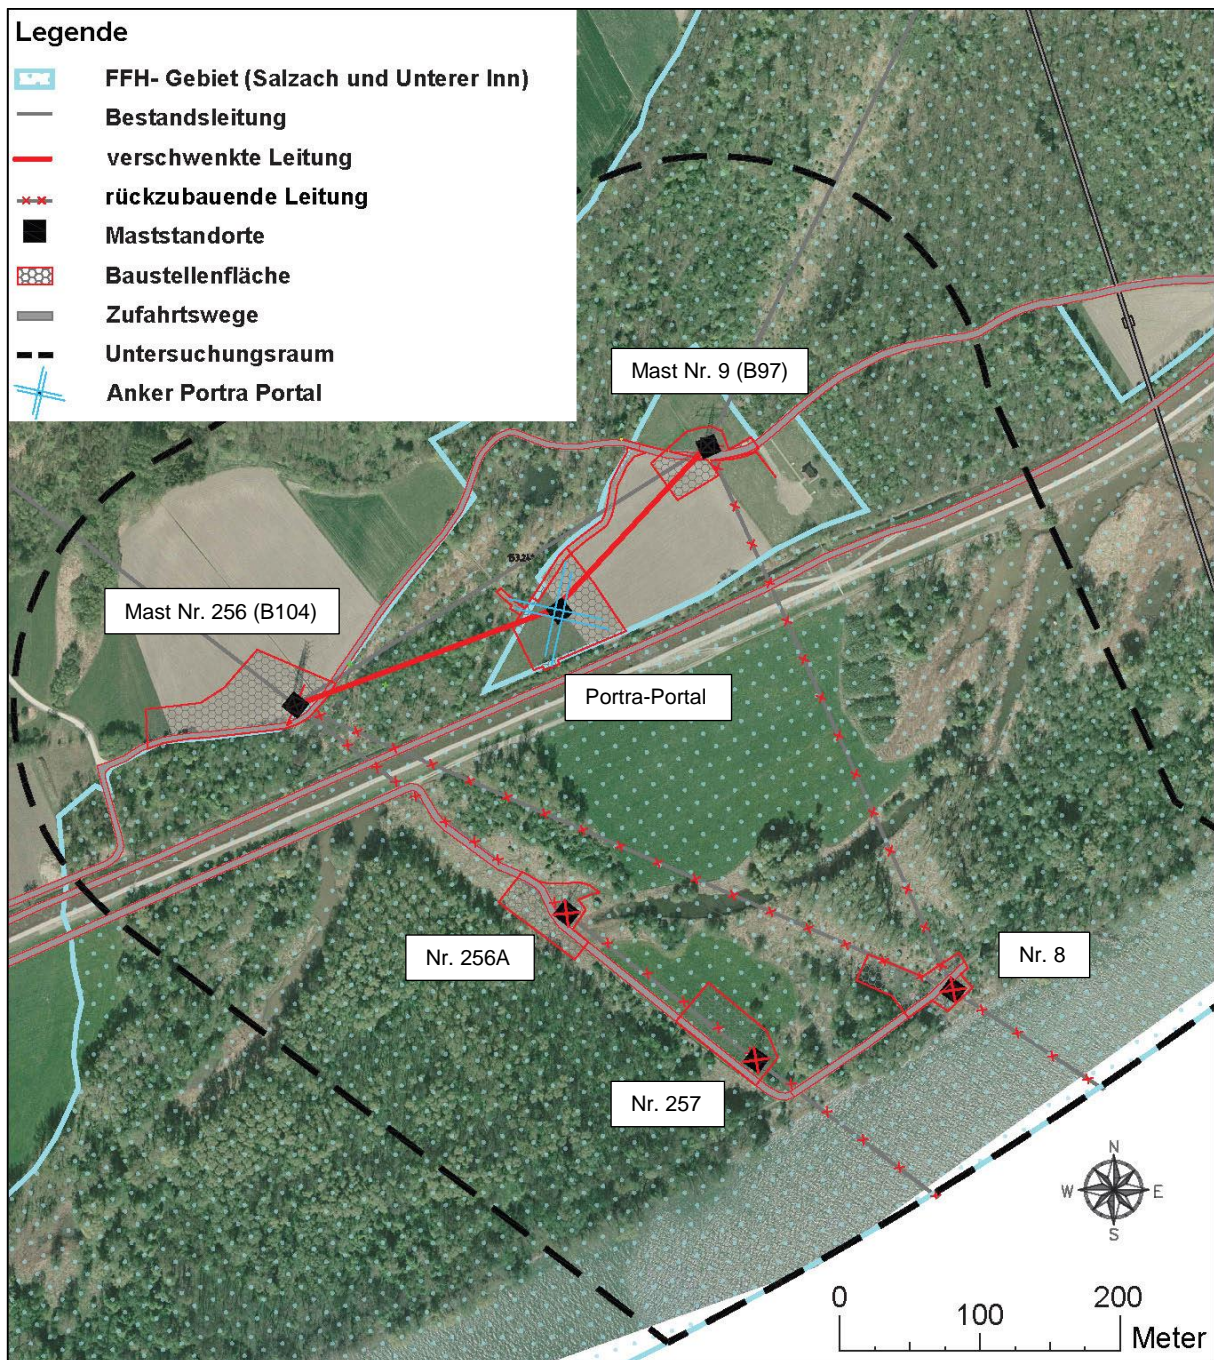 Legende
FFH- Gebiet (Salzach und Unterer Inn)
Bestandsleitung
verschwenkte Leitung
rückzubauende Leitung
Maststandorte
Baustellenfläche
Zufahrtswege
Untersuchungsraum
Anker Portra Portal
Mast Nr. 9 (B97)
Mast Nr. 256 (B104)
Portra-Portal
Nr. 256A
Nr. 8
Nr. 257
N
W
E
S
0
100
200
Meter